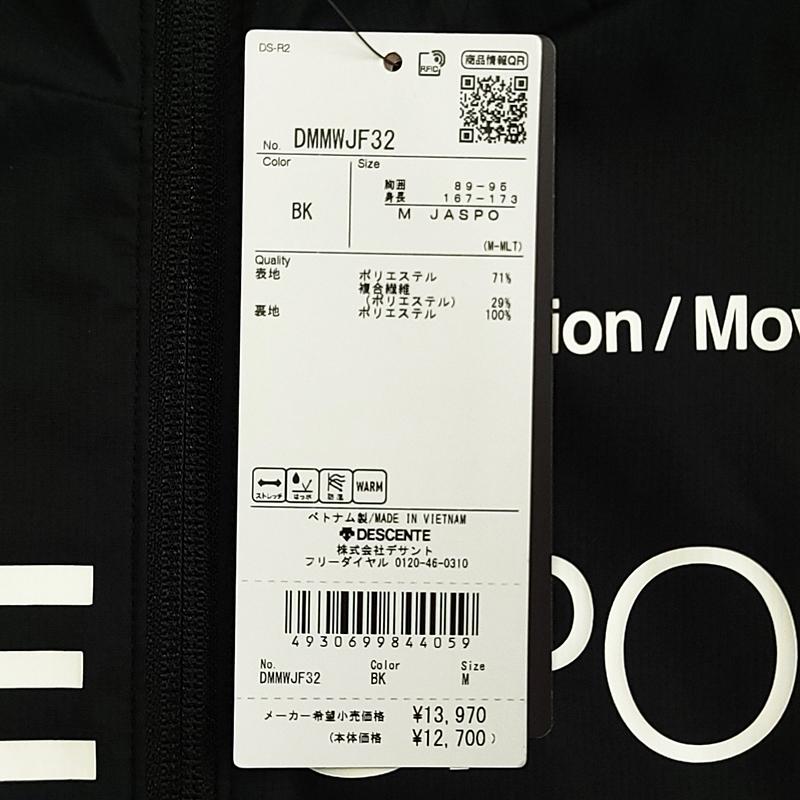 DS-R2
RFID
商品情報QR
No. DMMWJF32
Color
Size
BK
胸囲 89-95
身長 167-173
M JASPO
(M-MLT)
Quality
表地 ポリエステル 71%
複合繊維
(ポリエステル) 29%
裏地 ポリエステル 100%
ストレッチ はっ水 防風 WARM
ベトナム製/MADE IN VIETNAM
DESCENTE
株式会社デサント
フリーダイヤル 0120-46-0310
4930699844059
No. Color Size
DMMWJF32 BK M
メーカー希望小売価格 ¥13,970
(本体価格 ¥12,700)
ion / Mov
E
PO